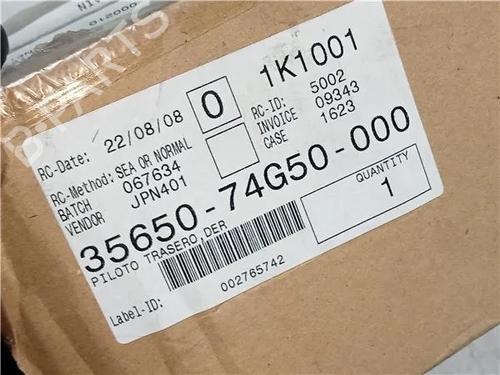 RC-Date: 22/08/08 0 1K1001
RC-Method: SEA OR NORMAL RC-ID: 5002
BATCH 067634 INVOICE 09343
VENDOR JPN401 CASE 1623
35650-74G50-000
PILOTO TRASERO,DER
QUANTITY
1
Label-ID: 002765742